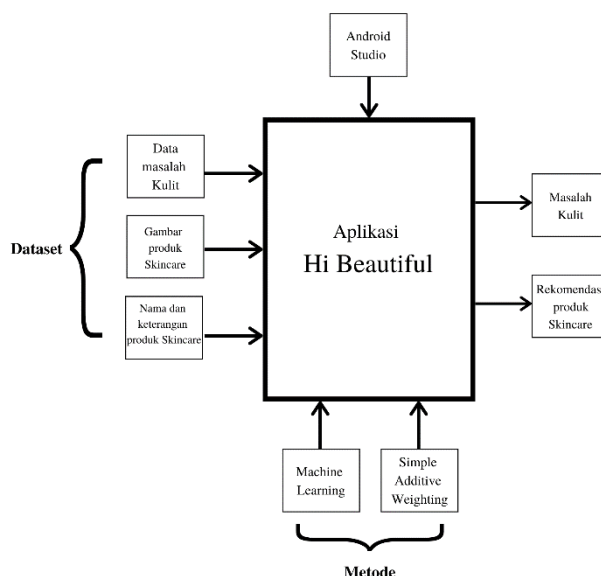 Android
Studio
Data
masalah
Kulit
Gambar
produk
Skincare
Nama dan
keterangan
produk Skincare
Dataset
Aplikasi
Hi Beautiful
Masalah
Kulit
Rekomendas
produk
Skincare
Machine
Learning
Simple
Additive
Weighting
Metode